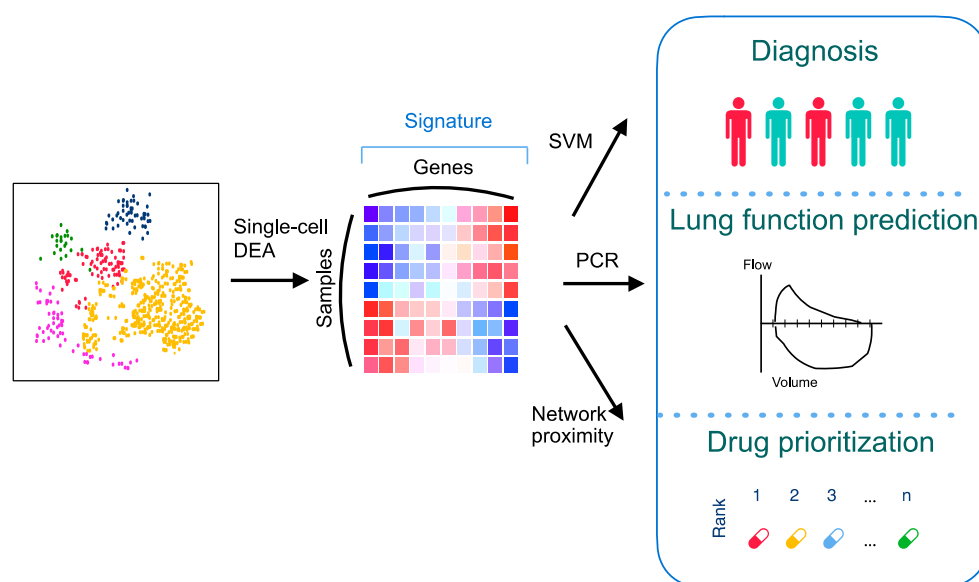 Single-cell
DEA
Signature
Genes
Samples
SVM
PCR
Network
proximity
Diagnosis
Lung function prediction
Flow
Volume
Drug prioritization
Rank
1 2 3 ... n
...